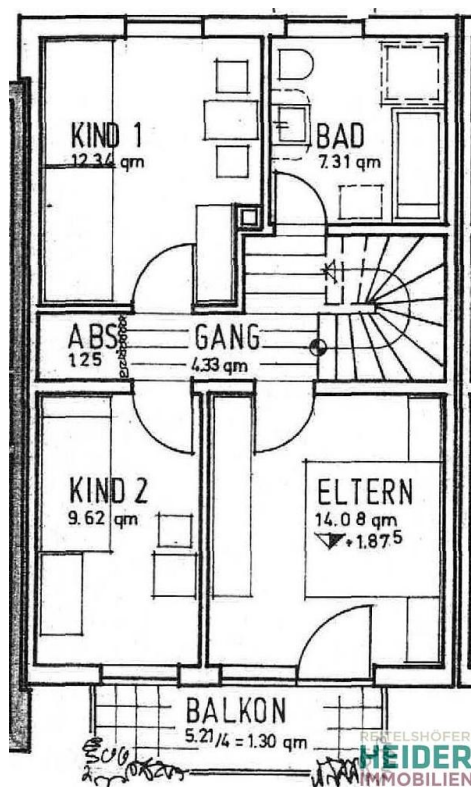 KIND 1
12.34 qm
BAD
7.31 qm
ABS
1.25
GANG
4.33 qm
KIND 2
9.62 qm
ELTERN
14.08 qm
+1.87⁵
BALKON
5.21/4 = 1.30 qm
REITELSHÖFER
HEIDER
IMMOBILIEN